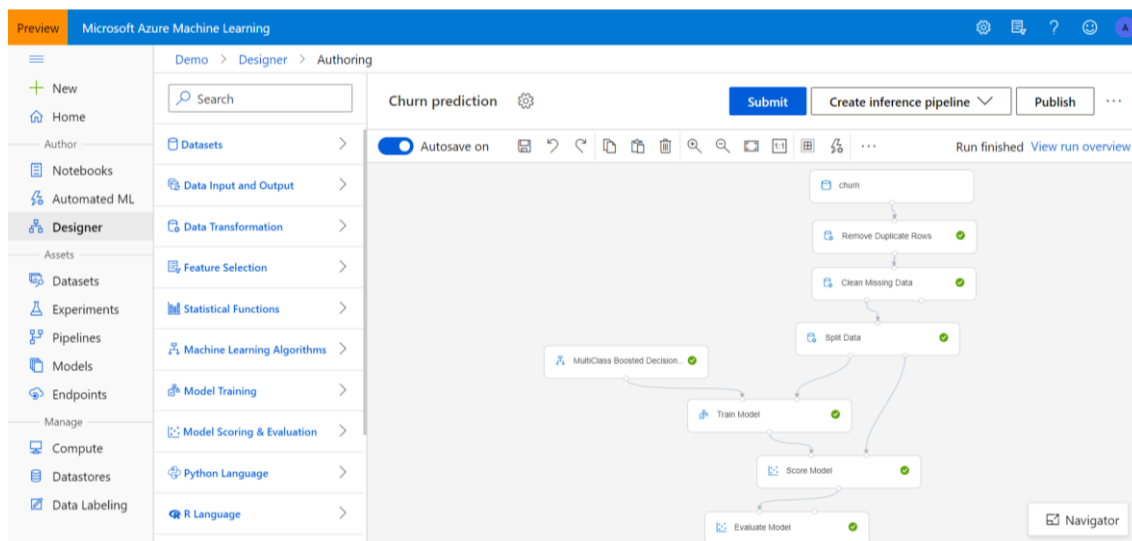 Preview
Microsoft Azure Machine Learning
A
Demo > Designer > Authoring
New
Home
Author
Notebooks
Automated ML
Designer
Assets
Datasets
Experiments
Pipelines
Models
Endpoints
Manage
Compute
Datastores
Data Labeling
Search
Datasets
Data Input and Output
Data Transformation
Feature Selection
Statistical Functions
Machine Learning Algorithms
Model Training
Model Scoring & Evaluation
Python Language
R Language
Churn prediction
Submit
Create inference pipeline
Publish
Autosave on
1:1
Run finished View run overview
churn
Remove Duplicate Rows
Clean Missing Data
Split Data
MultiClass Boosted Decision...
Train Model
Score Model
Evaluate Model
Navigator